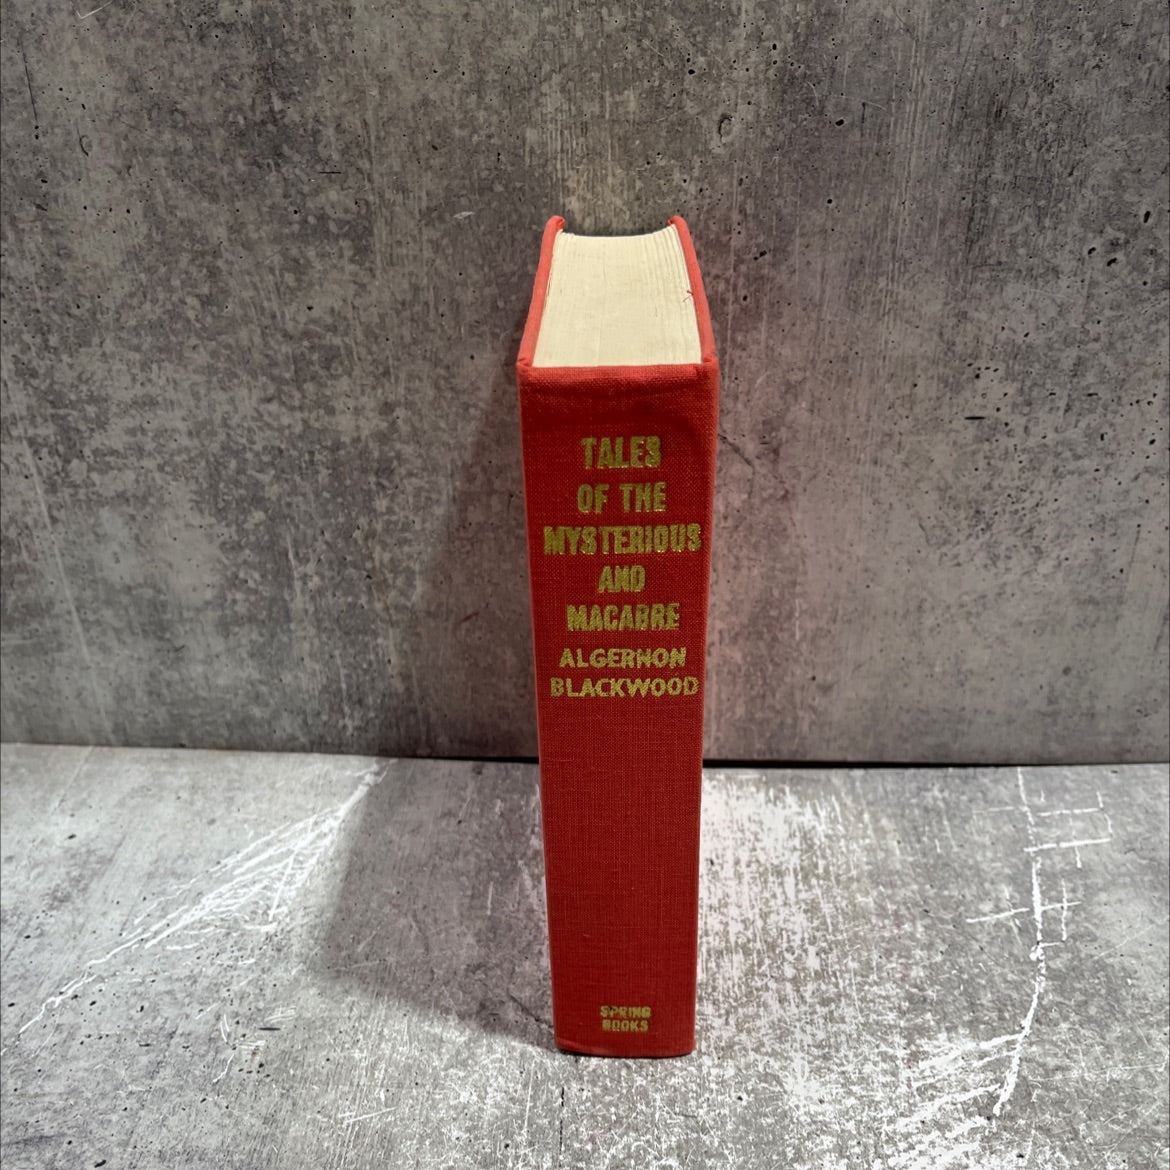 TALES
OF THE
MYSTERIOUS
AND
MACABRE
ALGERNON
BLACKWOOD
SPRING
BOOKS